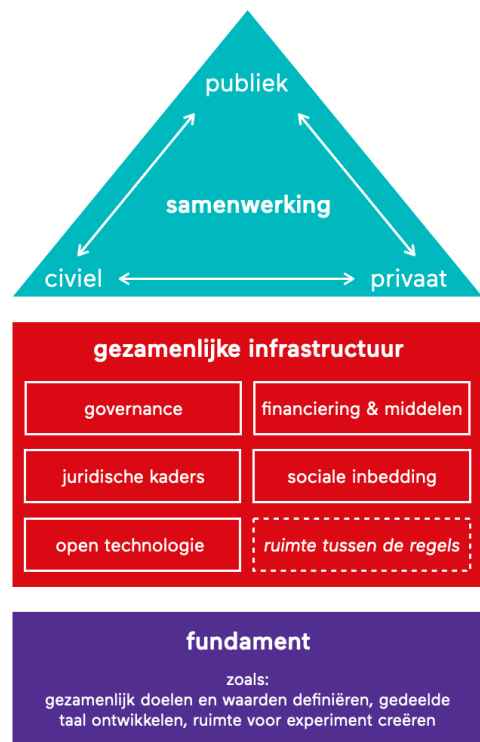 publiek
samenwerking
civiel
privaat
gezamenlijke infrastructuur
governance
financiering & middelen
juridische kaders
sociale inbedding
open technologie
ruimte tussen de regels
fundament
zoals:
gezamenlijk doelen en waarden definiëren, gedeelde
taal ontwikkelen, ruimte voor experiment creëren